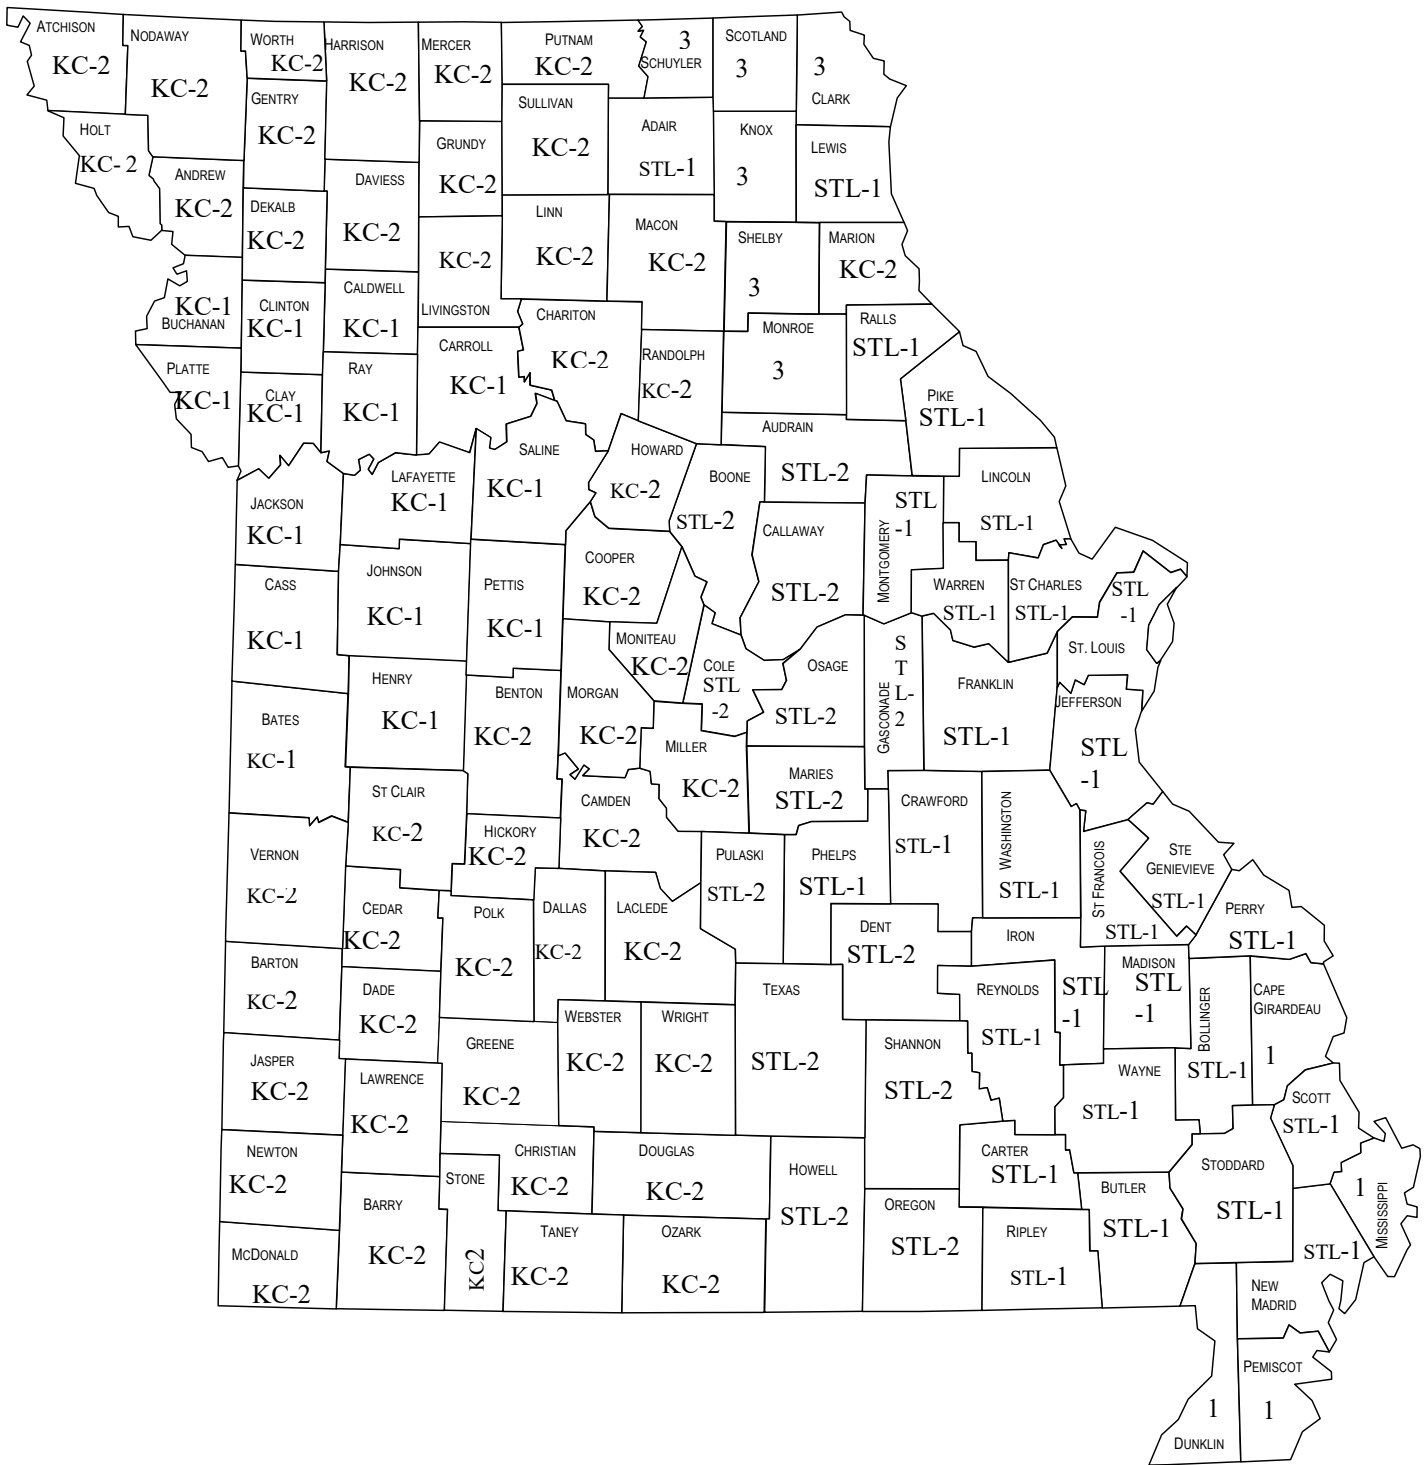 ATCHISON
KC-2
NODAWAY
KC-2
WORTH
KC-2
HARRISON
KC-2
MERCER
KC-2
PUTNAM
KC-2
3
SCHUYLER
SCOTLAND
3
3
CLARK
HOLT
KC-2
GENTRY
KC-2
SULLIVAN
KC-2
GRUNDY
KC-2
ADAIR
STL-1
KNOX
3
LEWIS
STL-1
ANDREW
KC-2
DEKALB
KC-2
DAVIESS
KC-2
KC-2
LIVINGSTON
LINN
KC-2
MACON
KC-2
SHELBY
3
MARION
KC-2
KC-1
BUCHANAN
CLINTON
KC-1
CALDWELL
KC-1
CHARITON
KC-2
RANDOLPH
KC-2
MONROE
3
RALLS
STL-1
PLATTE
KC-1
CLAY
KC-1
RAY
KC-1
CARROLL
KC-1
PIKE
STL-1
AUDRAIN
STL-2
JACKSON
KC-1
LAFAYETTE
KC-1
SALINE
KC-1
HOWARD
KC-2
BOONE
STL-2
CALLAWAY
STL-2
MONTGOMERY
STL
-1
LINCOLN
STL-1
CASS
KC-1
JOHNSON
KC-1
PETTIS
KC-1
COOPER
KC-2
MONITEAU
KC-2
COLE
STL
-2
OSAGE
STL-2
GASCONADE
S
T
L-
2
WARREN
STL-1
ST CHARLES
STL-1
STL
-1
ST. LOUIS
FRANKLIN
STL-1
JEFFERSON
STL
-1
BATES
KC-1
HENRY
KC-1
BENTON
KC-2
MORGAN
KC-2
MILLER
KC-2
MARIES
STL-2
ST CLAIR
KC-2
HICKORY
KC-2
CAMDEN
KC-2
PULASKI
STL-2
PHELPS
STL-1
CRAWFORD
STL-1
WASHINGTON
STL-1
ST FRANCOIS
STL-1
STE
GENIEVIEVE
STL-1
PERRY
STL-1
VERNON
KC-2
CEDAR
KC-2
POLK
KC-2
DALLAS
KC-2
LACLEDE
KC-2
DENT
STL-2
IRON
STL
-1
MADISON
STL
-1
BARTON
KC-2
DADE
KC-2
TEXAS
STL-2
REYNOLDS
STL-1
BOLLINGER
STL-1
CAPE
GIRARDEAU
1
JASPER
KC-2
LAWRENCE
KC-2
GREENE
KC-2
WEBSTER
KC-2
WRIGHT
KC-2
SHANNON
STL-2
WAYNE
STL-1
SCOTT
STL-1
NEWTON
KC-2
STONE
KC2
CHRISTIAN
KC-2
DOUGLAS
KC-2
HOWELL
STL-2
CARTER
STL-1
BUTLER
STL-1
STODDARD
STL-1
1
MISSISSIPPI
MCDONALD
KC-2
BARRY
KC-2
TANEY
KC-2
OZARK
KC-2
OREGON
STL-2
RIPLEY
STL-1
STL-1
NEW
MADRID
1
DUNKLIN
PEMISCOT
1